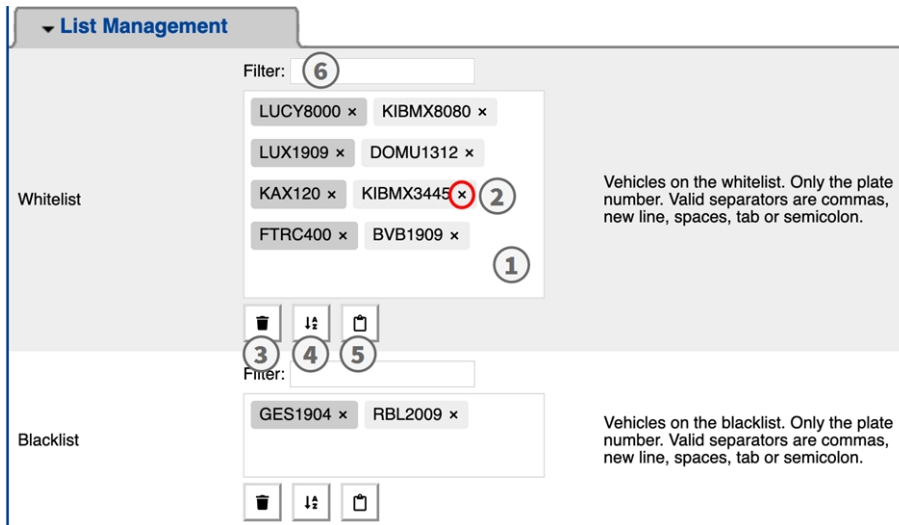 List Management
Filter: 6
LUCY8000 × KIBMX8080 ×
LUX1909 × DOMU1312 ×
KAX120 × KIBMX3445 × 2
FTRC400 × BVB1909 ×
1
Whitelist
Vehicles on the whitelist. Only the plate
number. Valid separators are commas,
new line, spaces, tab or semicolon.
3 4 5
Filter:
GES1904 × RBL2009 ×
Blacklist
Vehicles on the blacklist. Only the plate
number. Valid separators are commas,
new line, spaces, tab or semicolon.